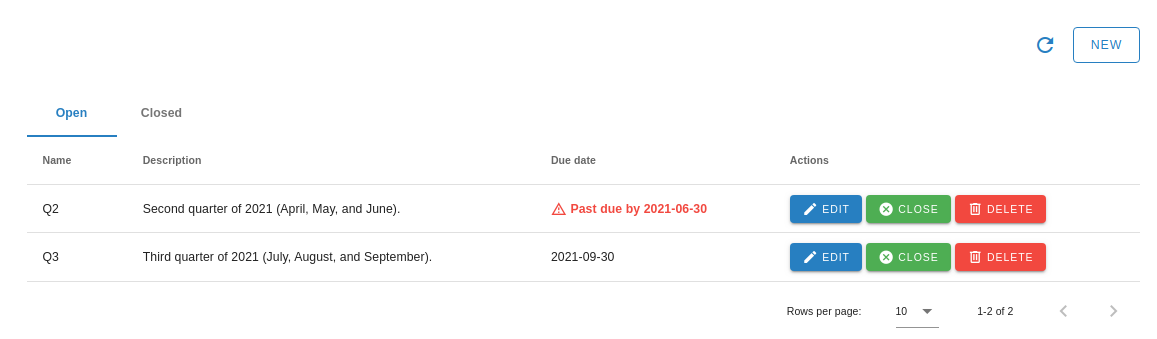 NEW
Open Closed
Name Description Due date Actions
Q2 Second quarter of 2021 (April, May, and June). Past due by 2021-06-30 EDIT CLOSE DELETE
Q3 Third quarter of 2021 (July, August, and September). 2021-09-30 EDIT CLOSE DELETE
Rows per page: 10 1-2 of 2